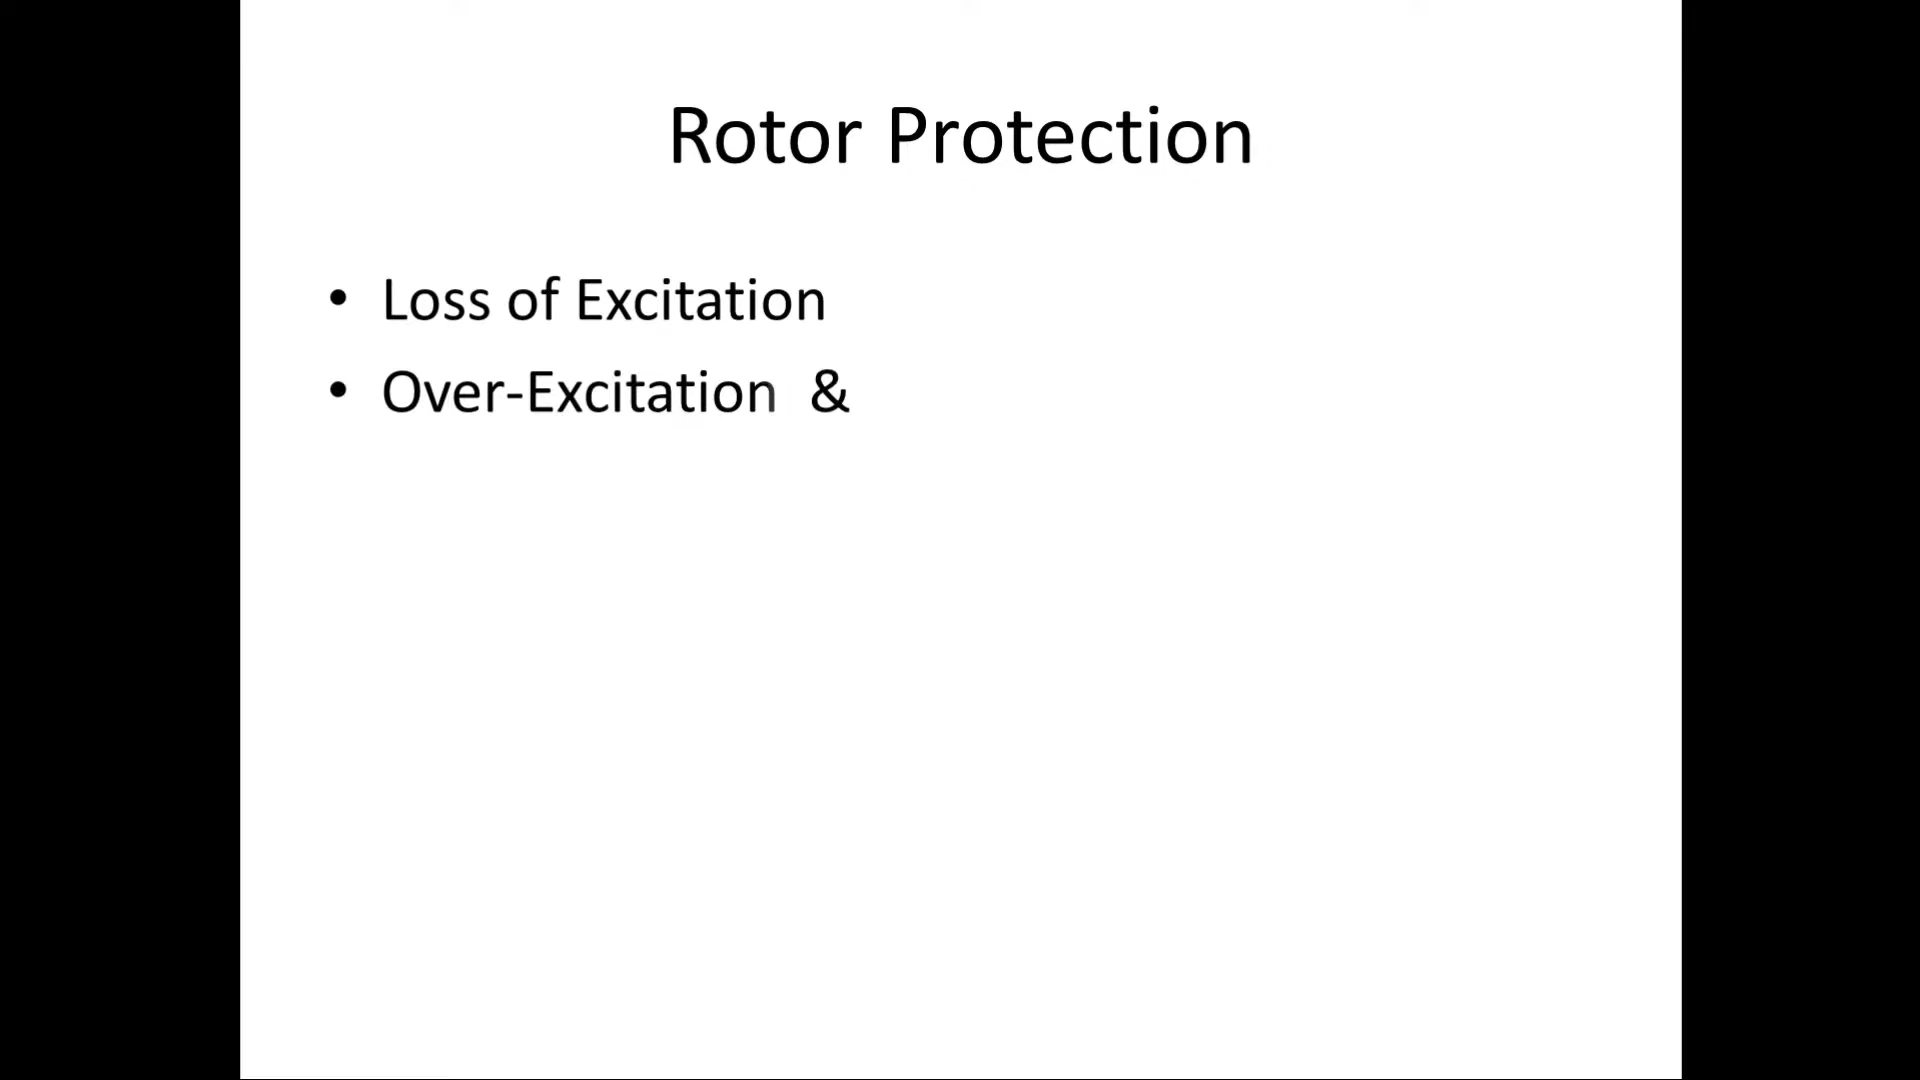 Rotor Protection
• Loss of Excitation
• Over-Excitation &